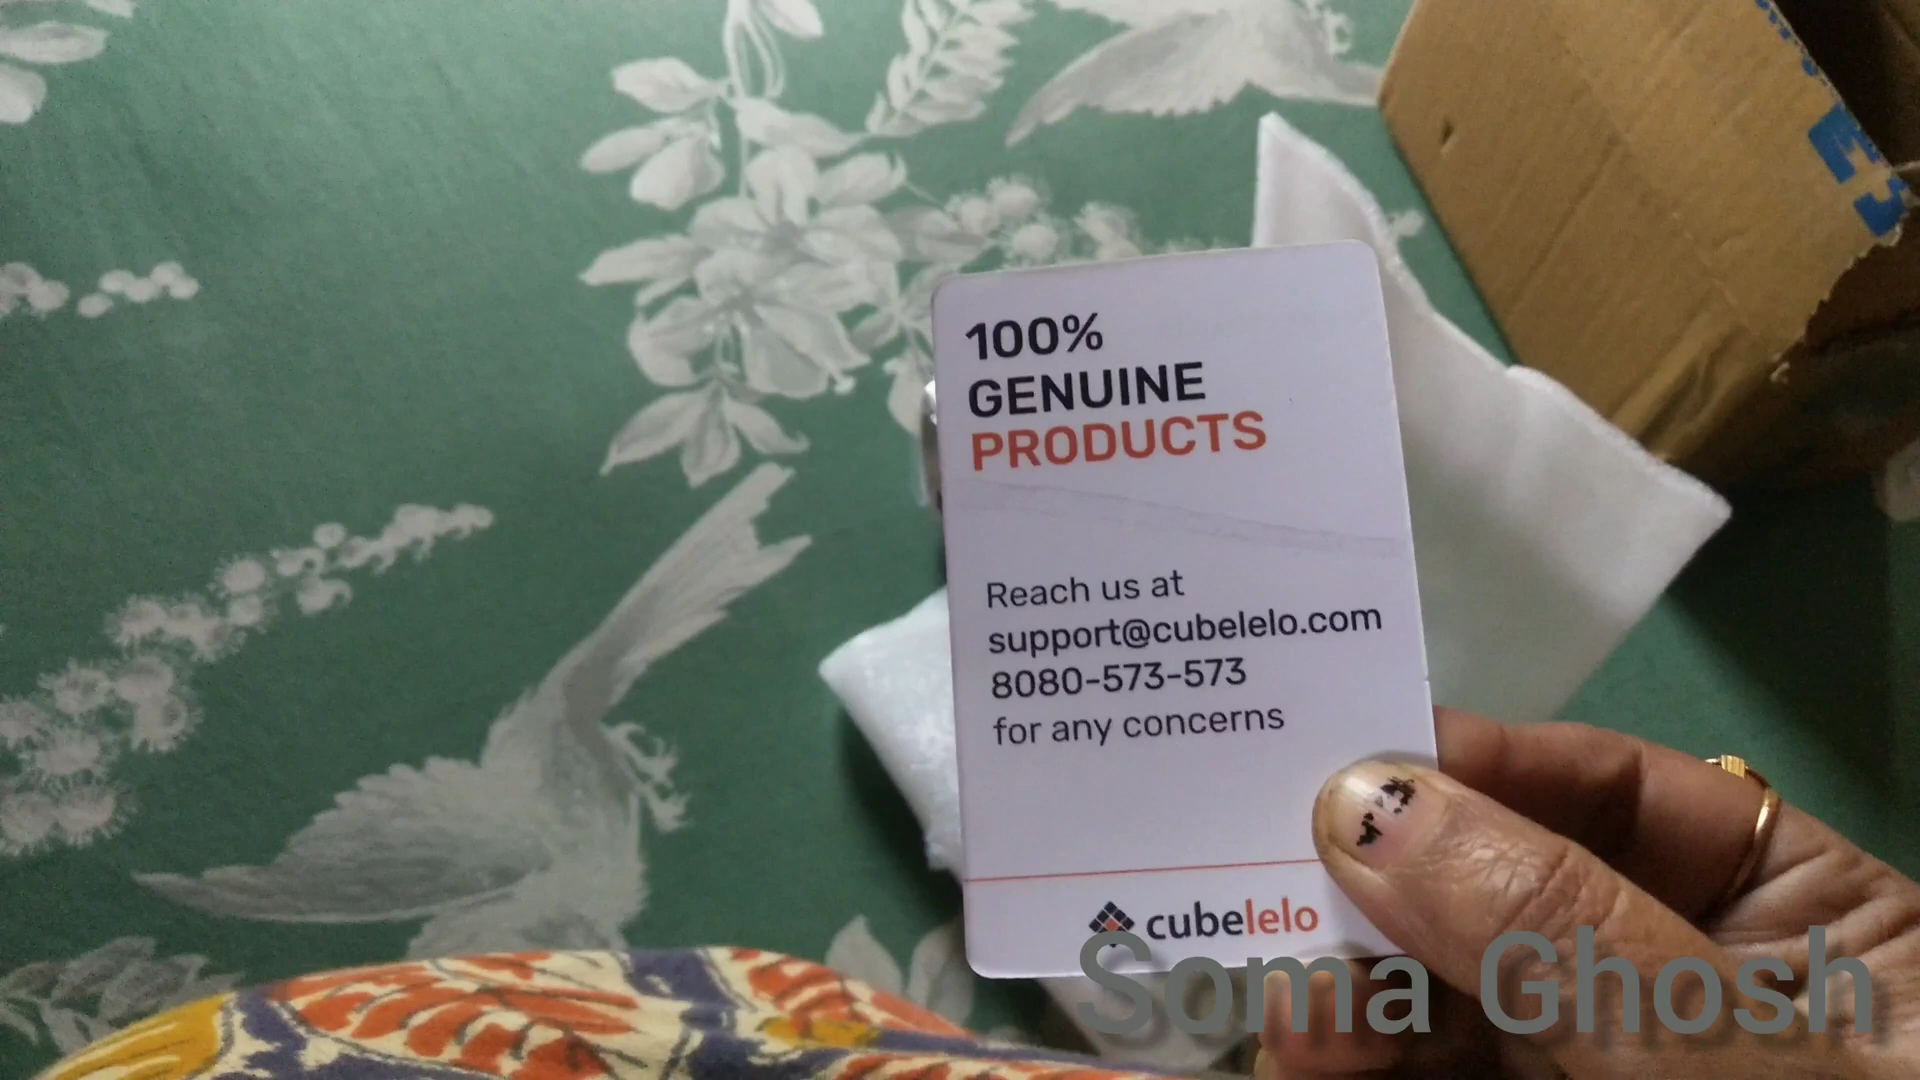 100%
GENUINE
PRODUCTS
Reach us at
support@cubelelo.com
8080-573-573
for any concerns
cubelelo
Soma Ghosh